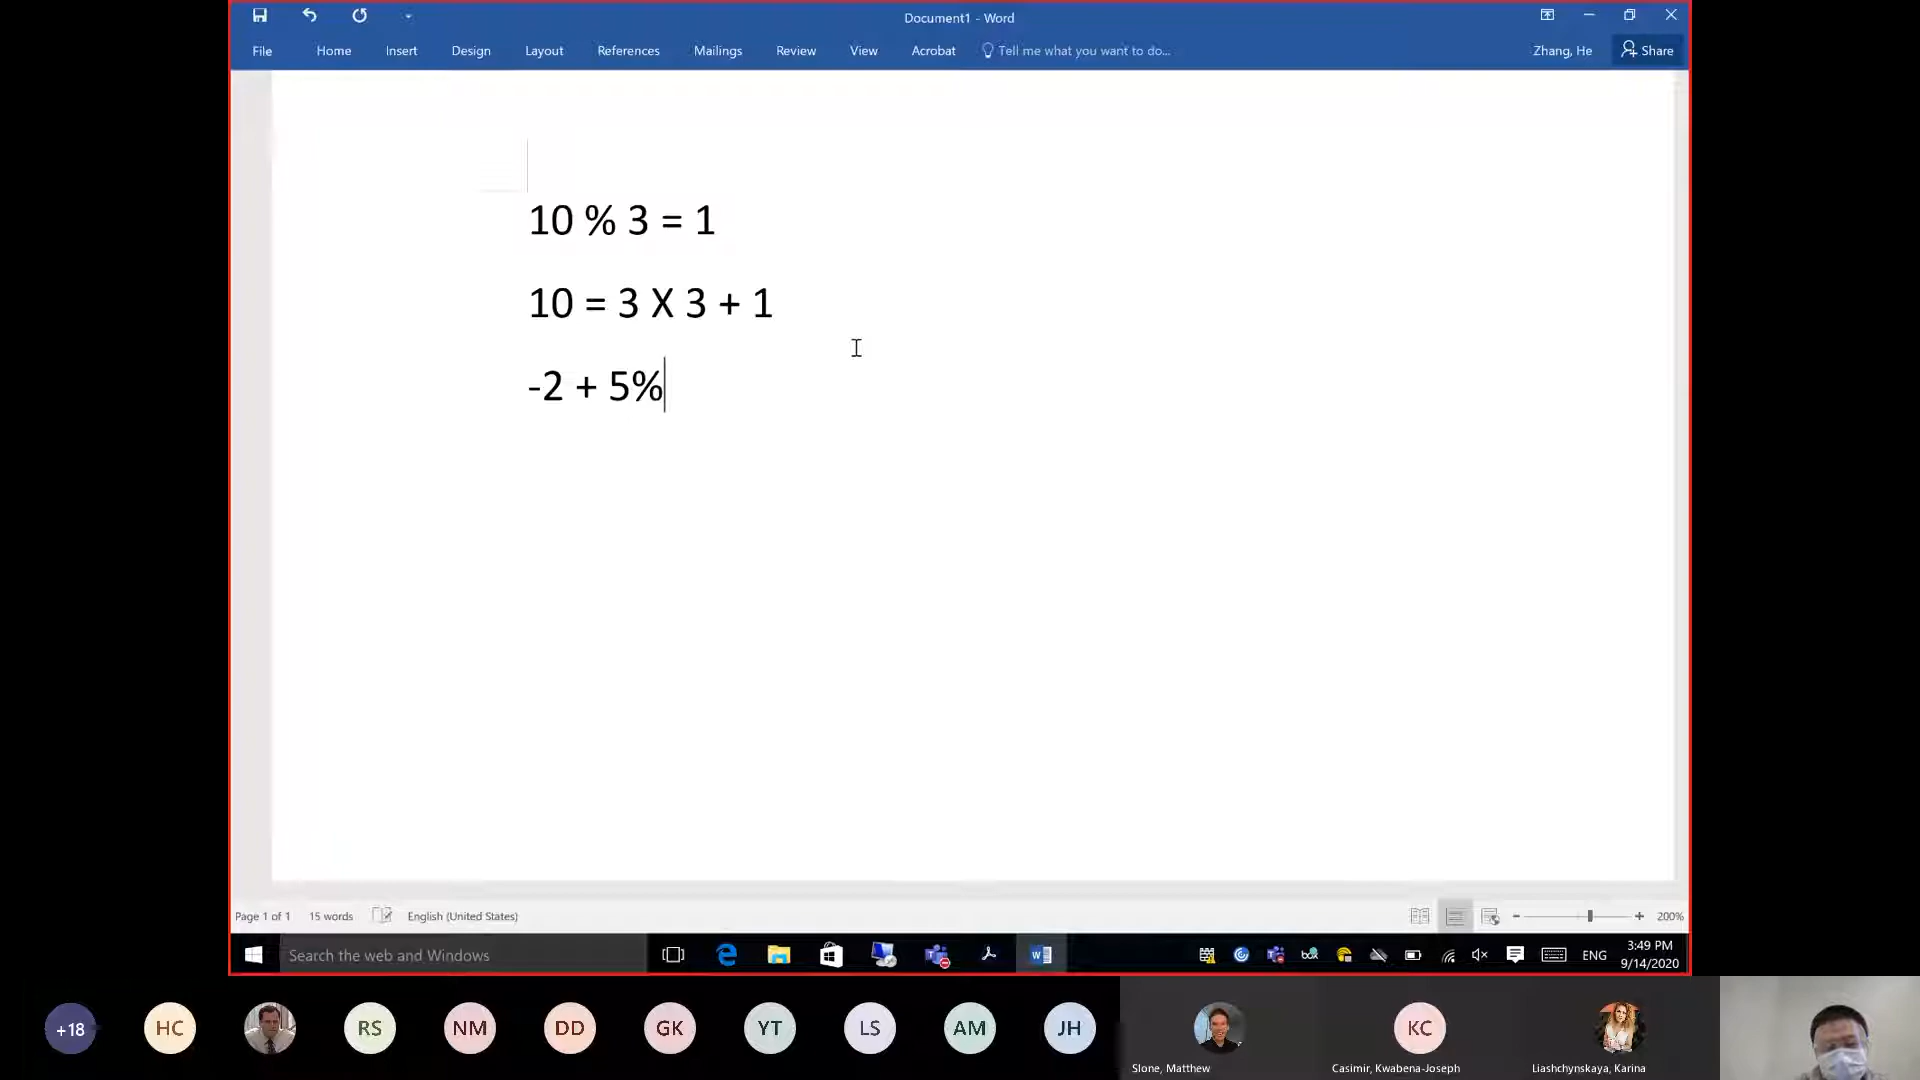 Document1 - Word
File Home Insert Design Layout References Mailings Review View Acrobat Tell me what you want to do... Zhang, He Share
10 % 3 = 1
10 = 3 X 3 + 1
-2 + 5%
Page 1 of 1 15 words English (United States) 200%
Search the web and Windows ENG 3:49 PM
9/14/2020
+18 HC RS NM DD GK YT LS AM JH KC
Slone, Matthew Casimir, Kwabena-Joseph Liashchynskaya, Karina